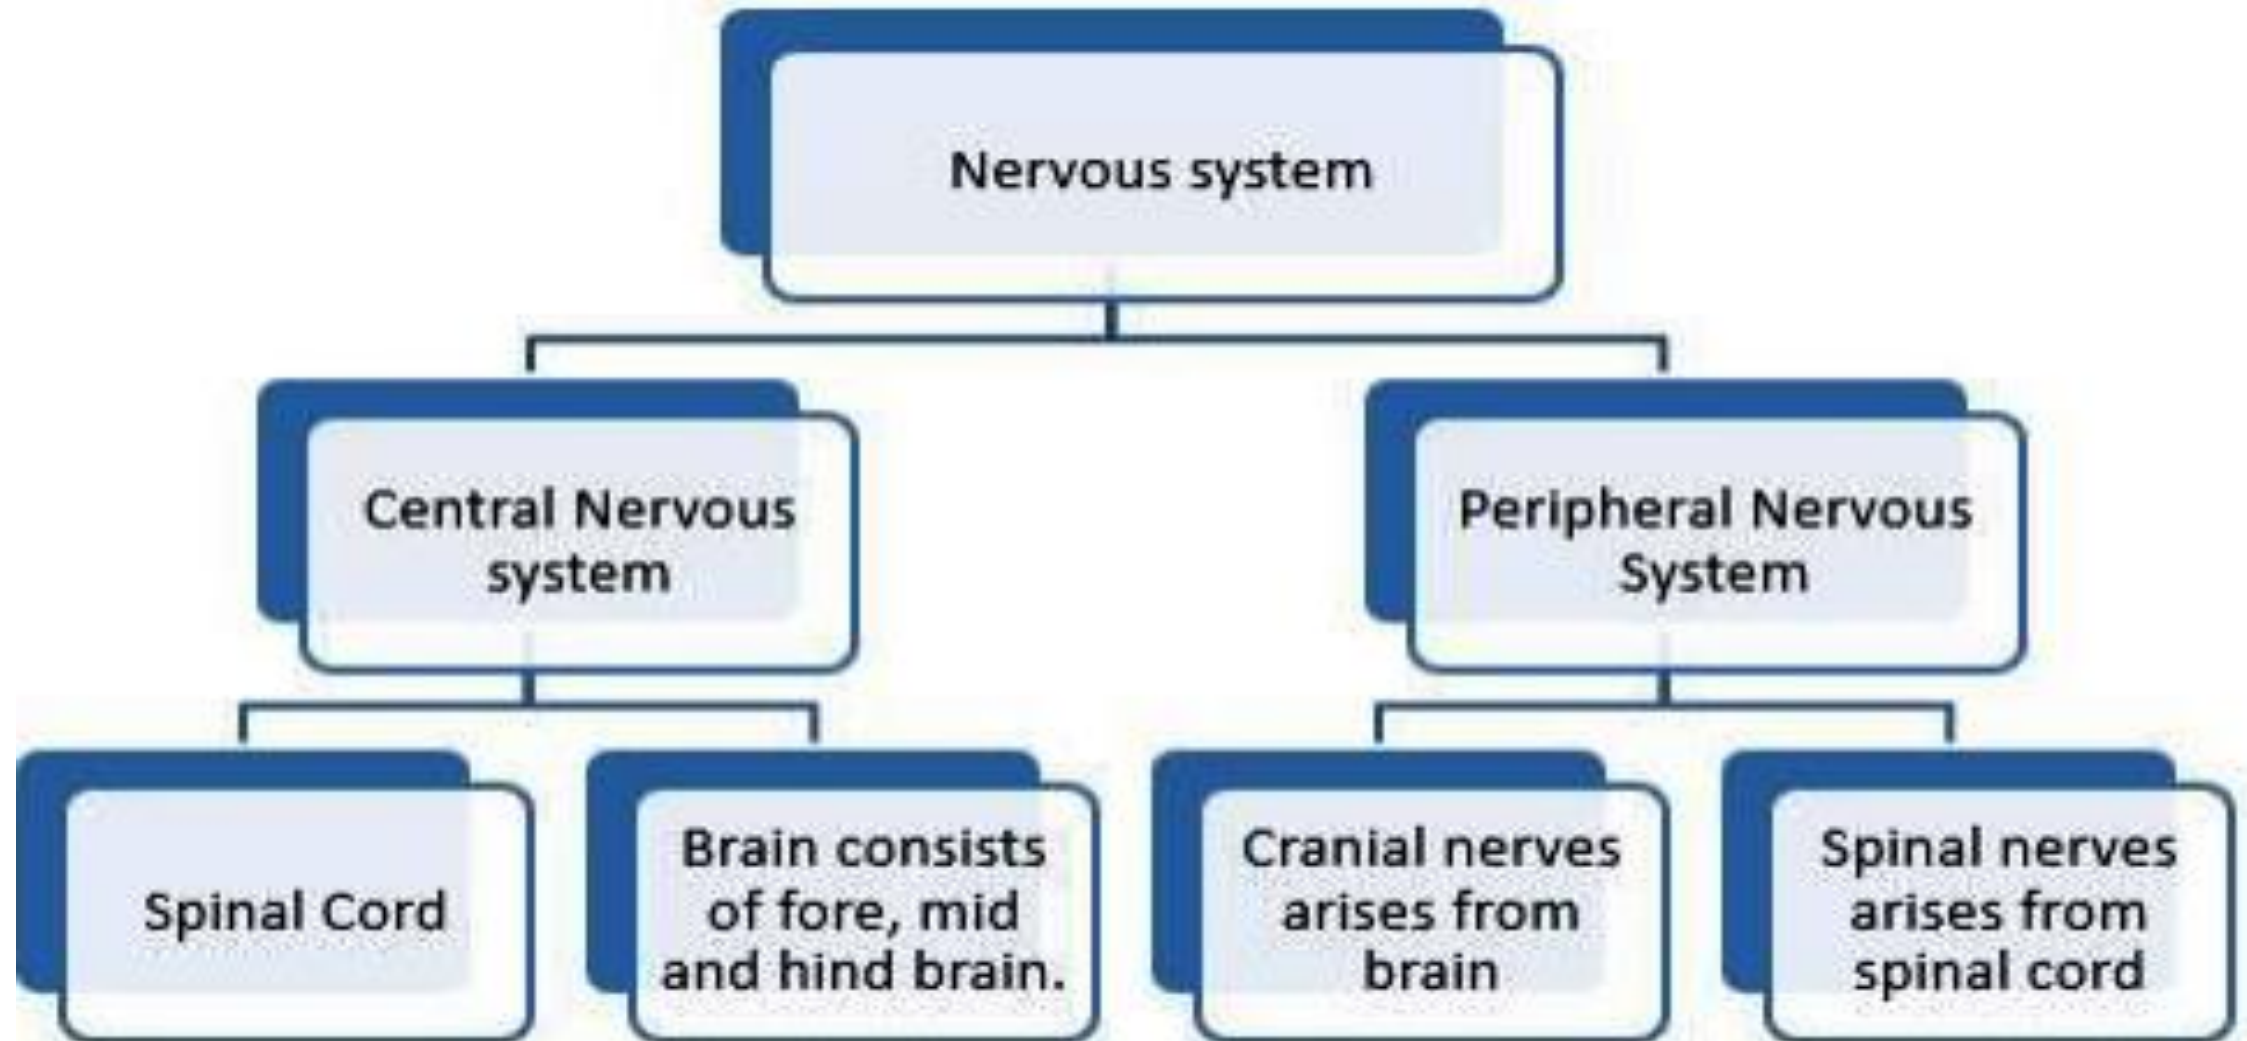 Nervous system
Central Nervous
system
Peripheral Nervous
System
Spinal Cord
Brain consists
of fore, mid
and hind brain.
Cranial nerves
arises from
brain
Spinal nerves
arises from
spinal cord